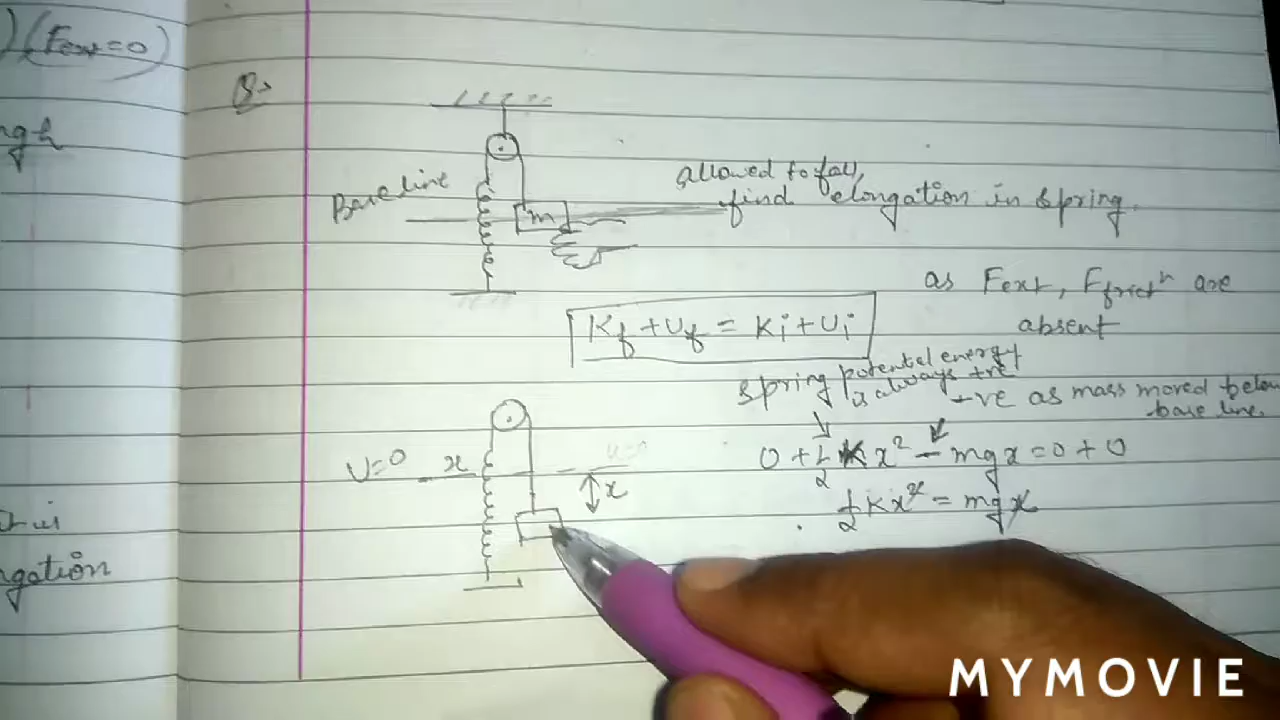 ) (Fext=0)
ngh
ngation
Q→
Base line
m
allowed to fall,
find elongation in spring.
as Fext, Ffrictⁿ are
absent
Kf + Uf = Ki + Ui
spring potential energy
is always +ve
-ve as mass moved below
base line.
U=0 x
x
0 + 1/2 Kx² - mgx = 0 + 0
1/2 Kx² = mgx
MYMOVIE